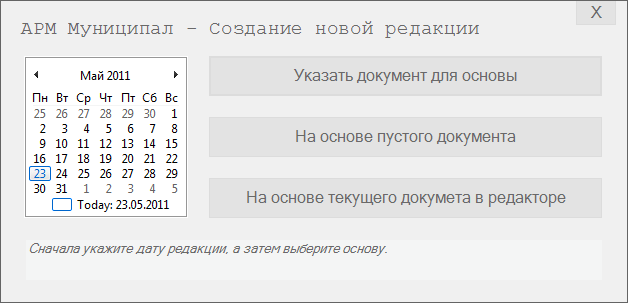 X
АРМ Муниципал - Создание новой редакции
Май 2011
Пн Вт Ср Чт Пт Сб Вс
25 26 27 28 29 30 1
2 3 4 5 6 7 8
9 10 11 12 13 14 15
16 17 18 19 20 21 22
23 24 25 26 27 28 29
30 31 1 2 3 4 5
Today: 23.05.2011
Указать документ для основы
На основе пустого документа
На основе текущего докумета в редакторе
Сначала укажите дату редакции, а затем выберите основу.